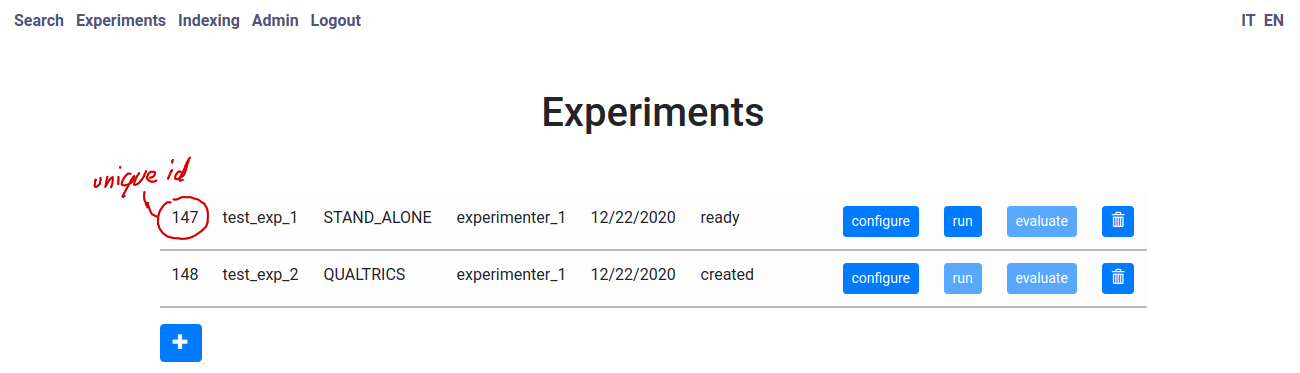 Search Experiments Indexing Admin Logout IT EN
Experiments
unique id
147 test_exp_1 STAND_ALONE experimenter_1 12/22/2020 ready configure run evaluate
148 test_exp_2 QUALTRICS experimenter_1 12/22/2020 created configure run evaluate